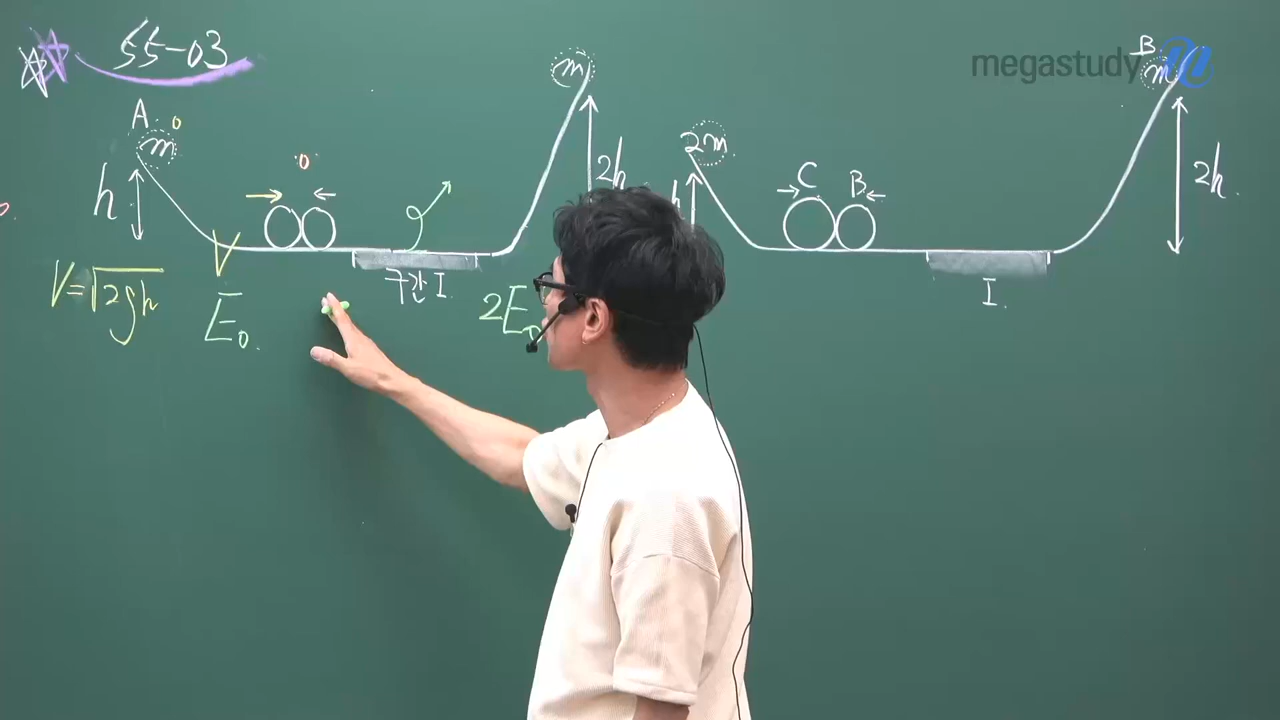 55-03
megastudy
A
m
h
V=√2gh
V
E₀.
구간 I.
m
2h
2E₀
2m
h
C
B
I.
B
m
2h.